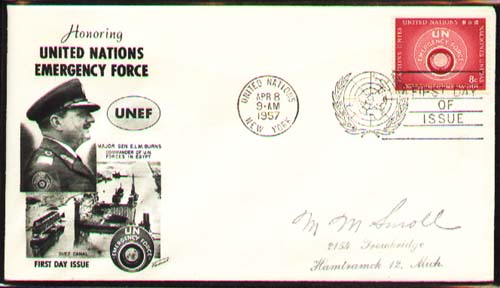 Honoring
UNITED NATIONS
EMERGENCY FORCE
UNEF
MAJOR GEN. E.L.M. BURNS
COMMANDER OF U.N.
FORCES IN EGYPT
SUEZ CANAL
UN
EMERGENCY FORCE
FIRST DAY ISSUE
UNITED NATIONS
APR 8
9-AM
1957
NEW YORK
UNITED NATIONS
UN
EMERGENCY FORCE
8c
FIRST DAY
OF
ISSUE
M M Smoll
2154 Trowbridge
Hamtramck 12, Mich.